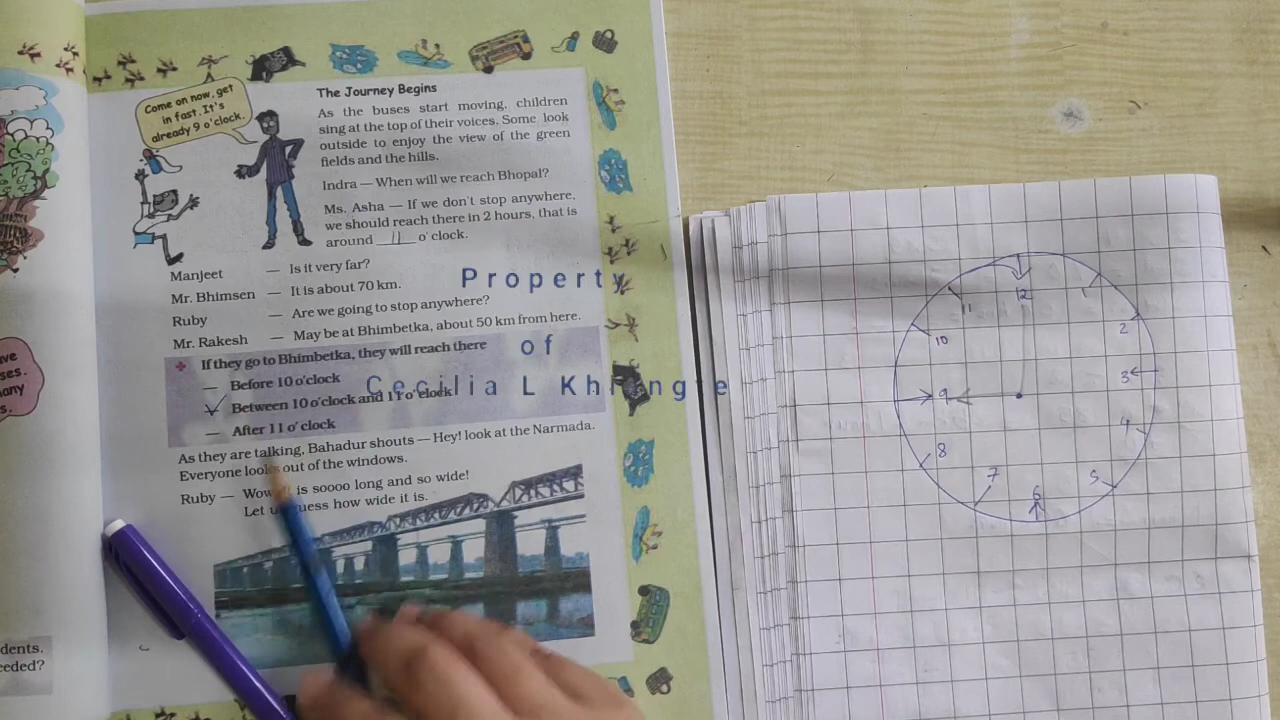 Come on now, get
in fast. It's
already 9 o'clock.
The Journey Begins
As the buses start moving, children
sing at the top of their voices. Some look
outside to enjoy the view of the green
fields and the hills.
Indra — When will we reach Bhopal?
Ms. Asha — If we don't stop anywhere,
we should reach there in 2 hours, that is
around 11 o' clock.
Manjeet — Is it very far?
Mr. Bhimsen — It is about 70 km.
Ruby — Are we going to stop anywhere?
Mr. Rakesh — May be at Bhimbetka, about 50 km from here.
If they go to Bhimbetka, they will reach there
— Before 10 o'clock
✓ Between 10 o'clock and 11 o'clock
— After 11 o' clock
As they are talking, Bahadur shouts — Hey! look at the Narmada.
Everyone looks out of the windows.
Ruby — Wow! is soooo long and so wide!
Let us guess how wide it is.
dents.
eeded?
Property
of
Cecilia L Khiangte
12
1
2
3
4
5
6
7
8
9
10
11